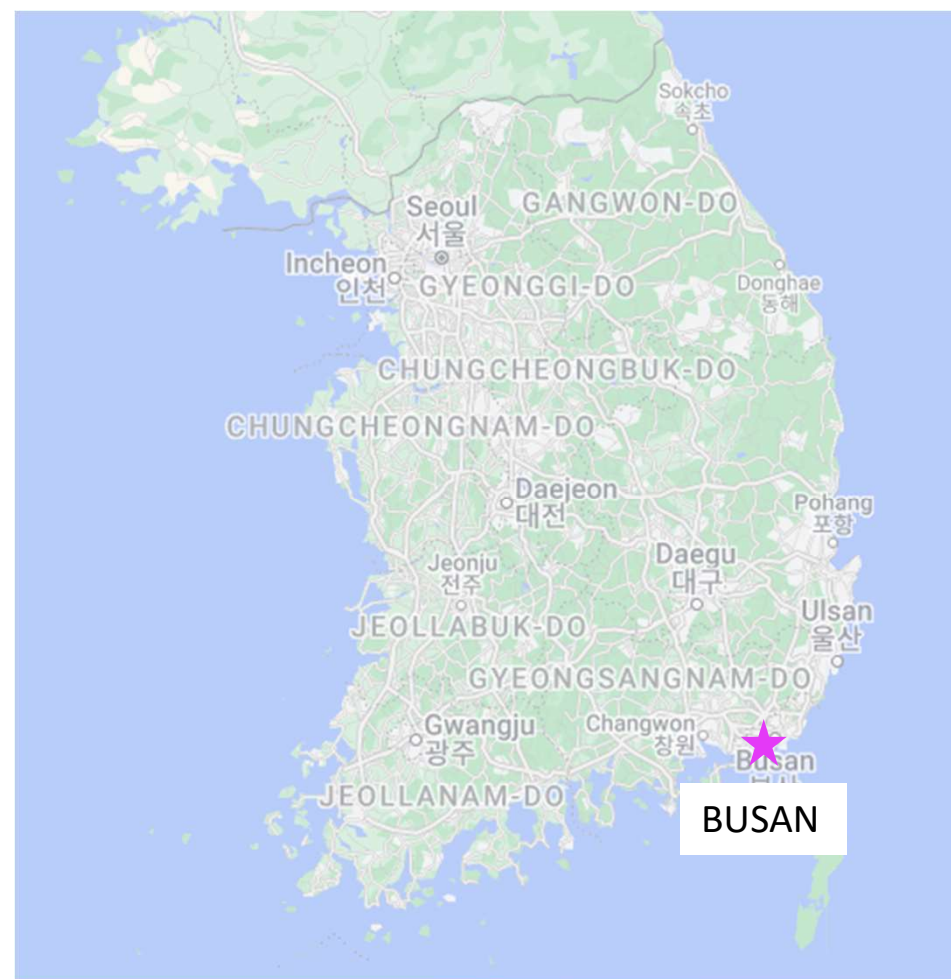 Sokcho
속초
GANGWON-DO
Seoul
서울
Incheon
인천
GYEONGGI-DO
Donghae
동해
CHUNGCHEONGBUK-DO
CHUNGCHEONGNAM-DO
Daejeon
대전
Pohang
포항
Daegu
대구
Jeonju
전주
Ulsan
울산
JEOLLABUK-DO
GYEONGSANGNAM-DO
Gwangju
광주
Changwon
창원
Busan
JEOLLANAM-DO
BUSAN